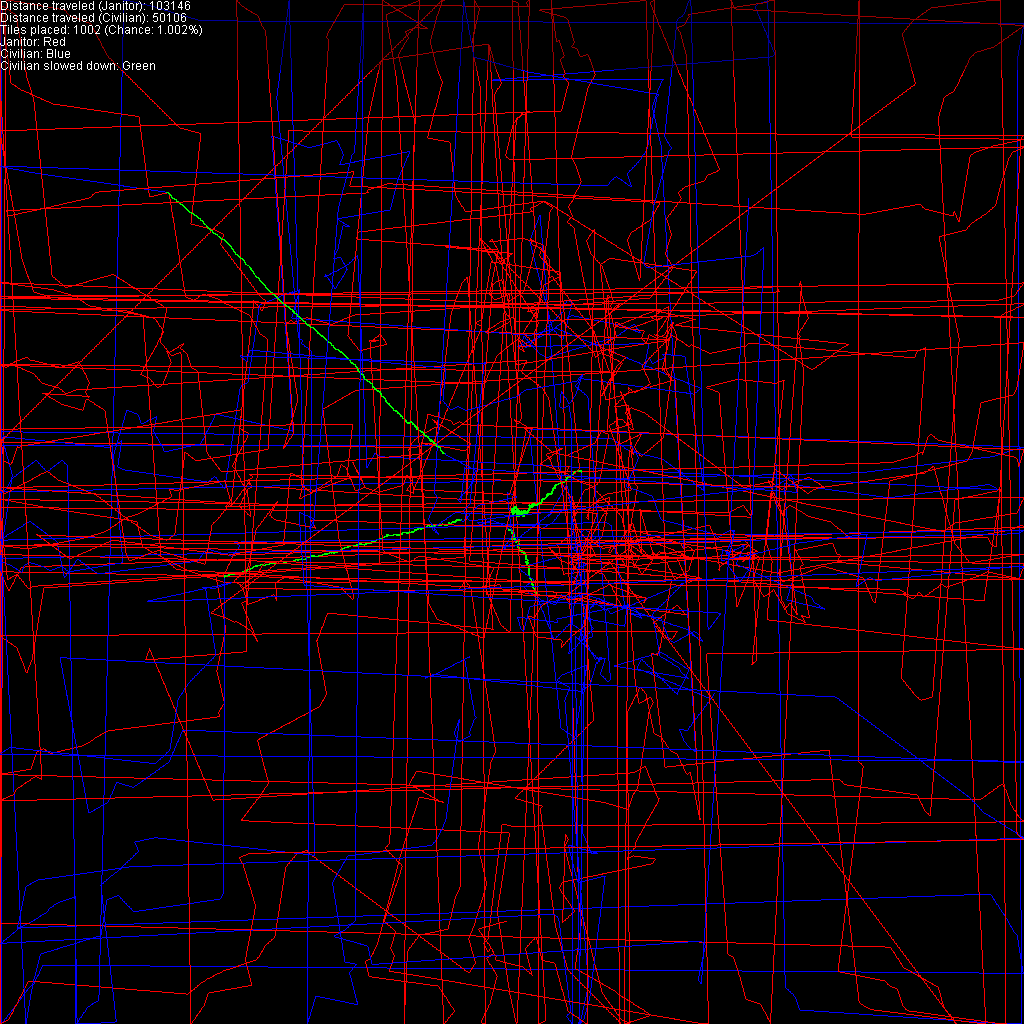 Distance traveled (Janitor): 103146
Distance traveled (Civilian): 50106
Tiles placed: 1002 (Chance: 1.002%)
Janitor: Red
Civilian: Blue
Civilian slowed down: Green